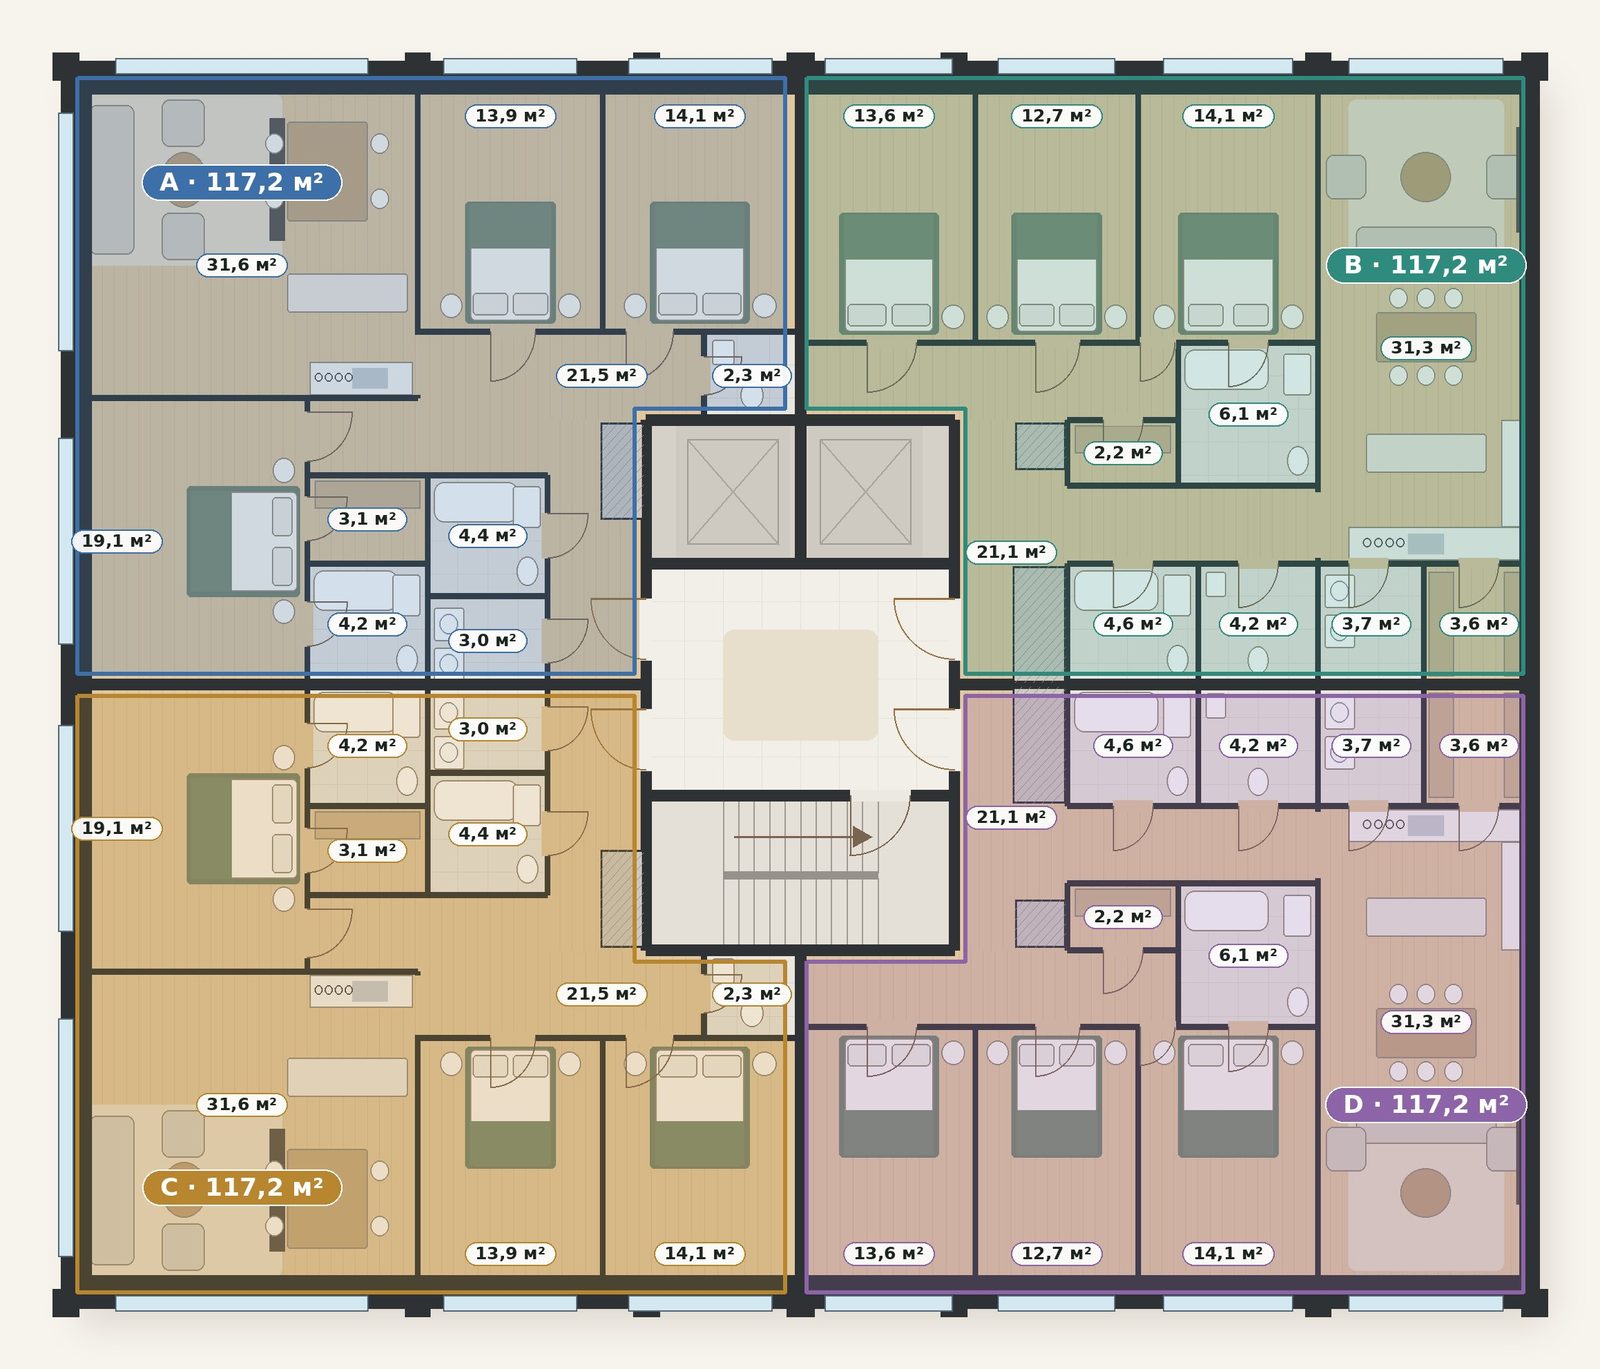 13,9 м²
14,1 м²
13,6 м²
12,7 м²
14,1 м²
A · 117,2 м²
31,6 м²
B · 117,2 м²
31,3 м²
21,5 м²
2,3 м²
6,1 м²
2,2 м²
3,1 м²
4,4 м²
19,1 м²
21,1 м²
4,2 м²
3,0 м²
4,6 м²
4,2 м²
3,7 м²
3,6 м²
4,2 м²
3,0 м²
4,6 м²
4,2 м²
3,7 м²
3,6 м²
19,1 м²
3,1 м²
4,4 м²
21,1 м²
2,2 м²
6,1 м²
21,5 м²
2,3 м²
31,3 м²
31,6 м²
D · 117,2 м²
C · 117,2 м²
13,9 м²
14,1 м²
13,6 м²
12,7 м²
14,1 м²